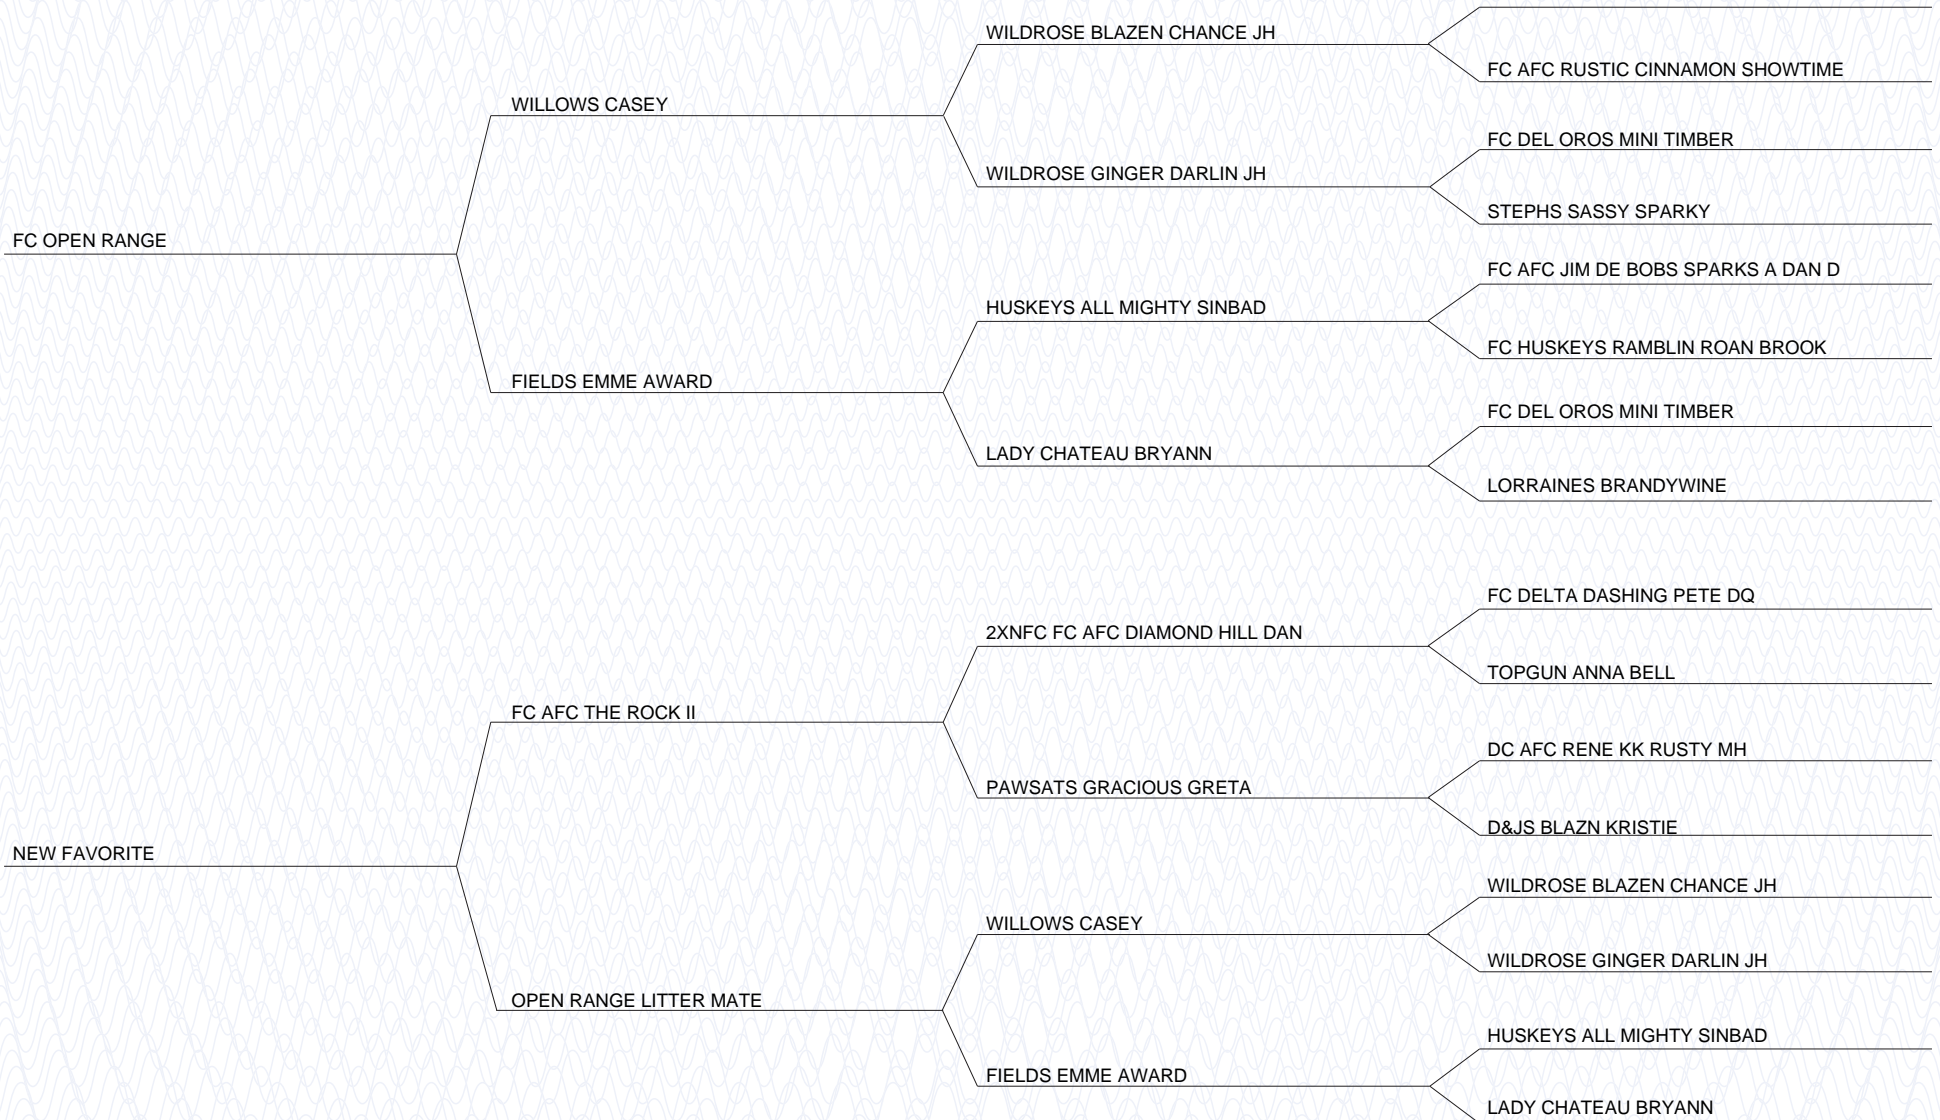 WILDROSE BLAZEN CHANCE JH
FC AFC RUSTIC CINNAMON SHOWTIME
WILLOWS CASEY
FC DEL OROS MINI TIMBER
WILDROSE GINGER DARLIN JH
STEPHS SASSY SPARKY
FC OPEN RANGE
FC AFC JIM DE BOBS SPARKS A DAN D
HUSKEYS ALL MIGHTY SINBAD
FC HUSKEYS RAMBLIN ROAN BROOK
FIELDS EMME AWARD
FC DEL OROS MINI TIMBER
LADY CHATEAU BRYANN
LORRAINES BRANDYWINE
FC DELTA DASHING PETE DQ
2XNFC FC AFC DIAMOND HILL DAN
TOPGUN ANNA BELL
FC AFC THE ROCK II
DC AFC RENE KK RUSTY MH
PAWSATS GRACIOUS GRETA
D&JS BLAZN KRISTIE
NEW FAVORITE
WILDROSE BLAZEN CHANCE JH
WILLOWS CASEY
WILDROSE GINGER DARLIN JH
OPEN RANGE LITTER MATE
HUSKEYS ALL MIGHTY SINBAD
FIELDS EMME AWARD
LADY CHATEAU BRYANN